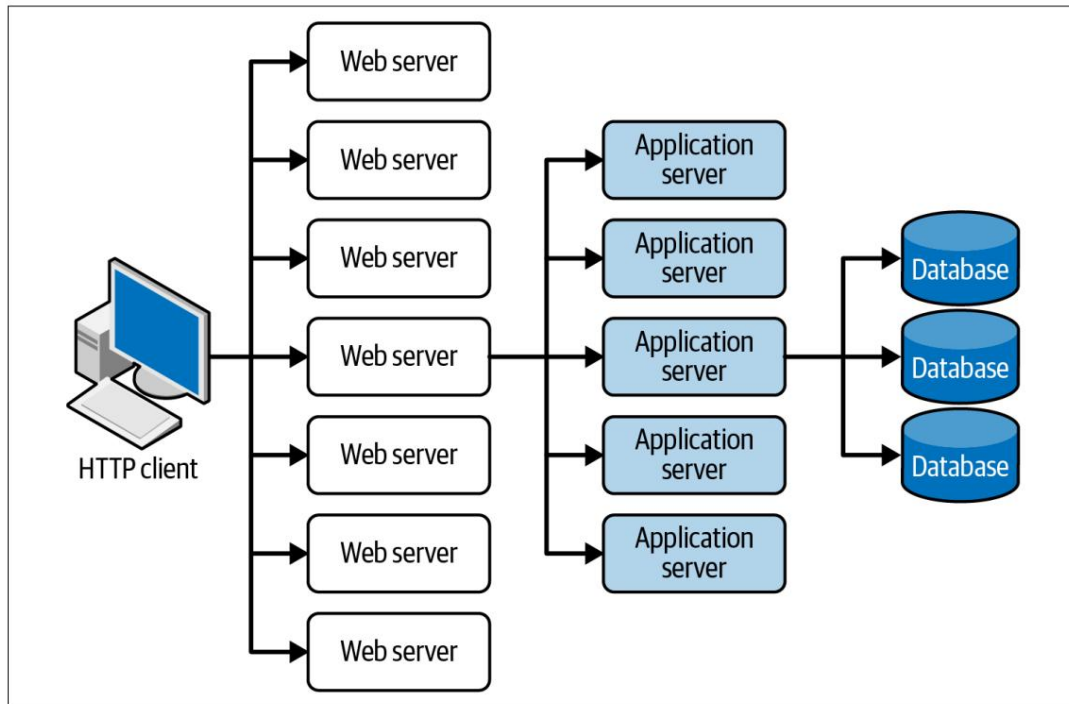 HTTP client
Web server
Web server
Web server
Web server
Web server
Web server
Web server
Application
server
Application
server
Application
server
Application
server
Application
server
Database
Database
Database